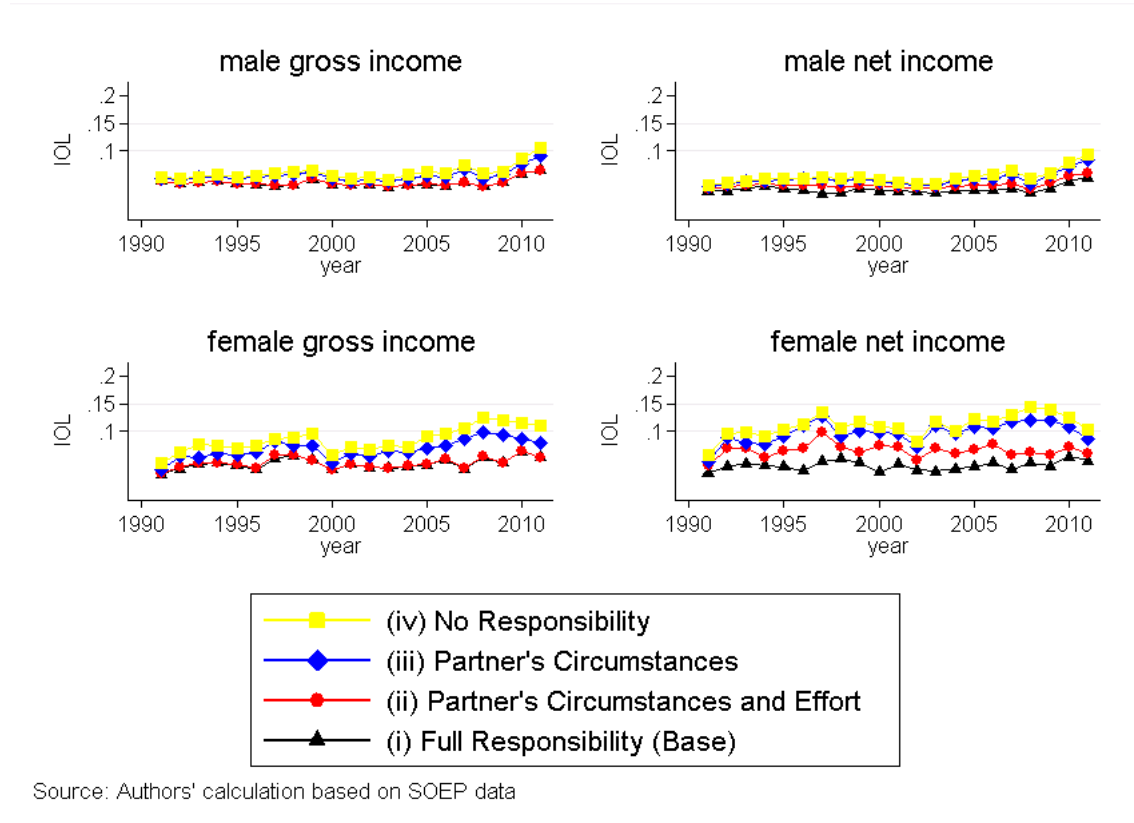 male gross income
.2
.15
.1
IOL
1990 1995 2000 2005 2010
year
male net income
.2
.15
.1
IOL
1990 1995 2000 2005 2010
year
female gross income
.2
.15
.1
IOL
1990 1995 2000 2005 2010
year
female net income
.2
.15
.1
IOL
1990 1995 2000 2005 2010
year
(iv) No Responsibility
(iii) Partner's Circumstances
(ii) Partner's Circumstances and Effort
(i) Full Responsibility (Base)
Source: Authors' calculation based on SOEP data